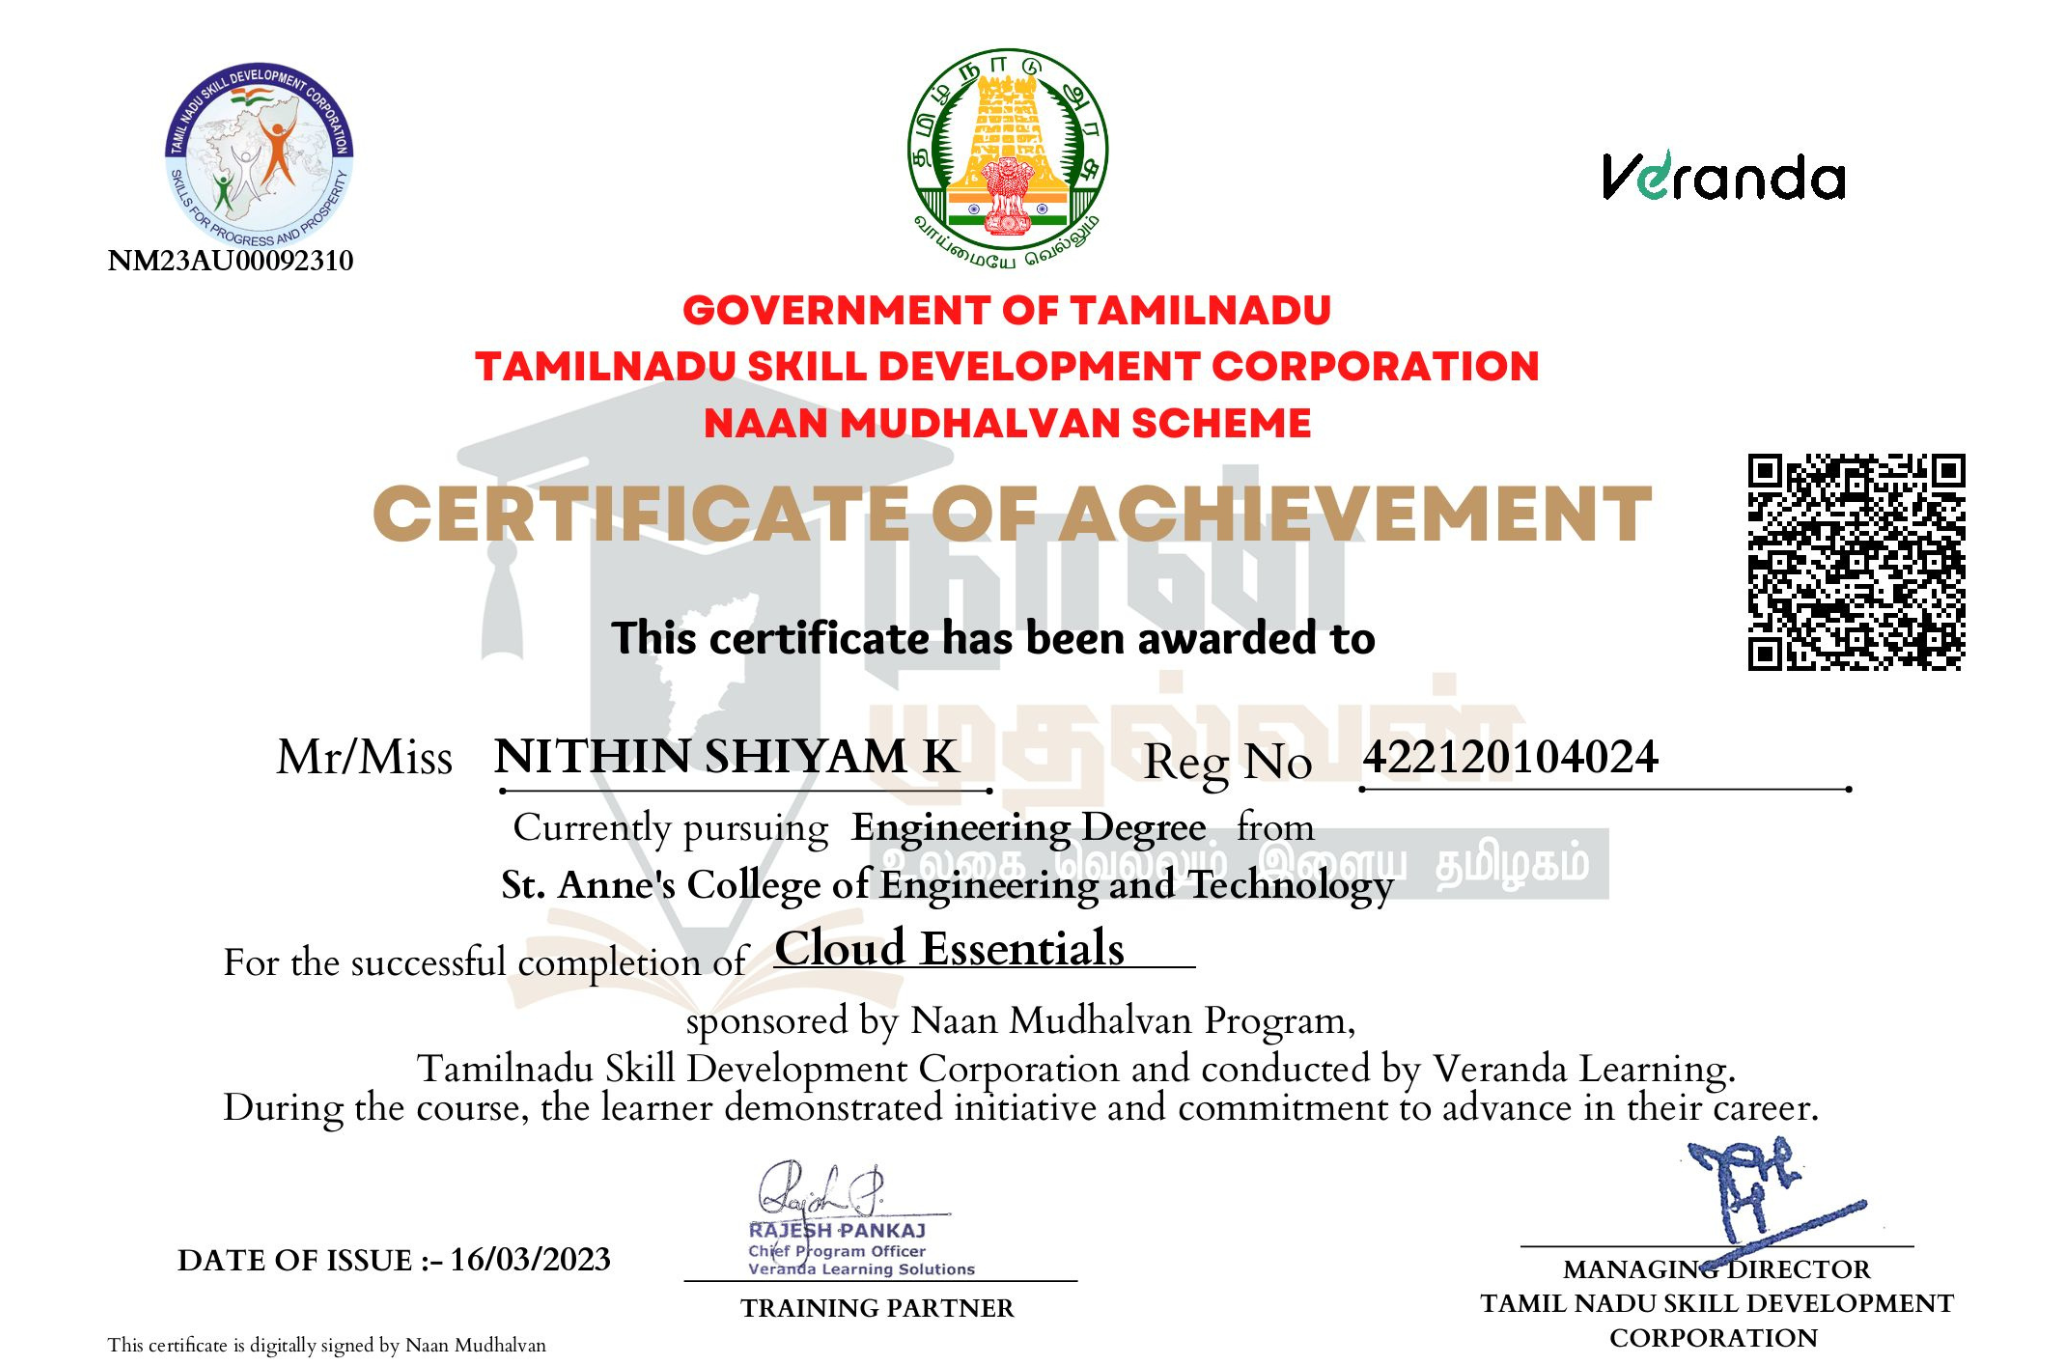 TAMIL NADU SKILL DEVELOPMENT CORPORATION
SKILLS FOR PROGRESS AND PROSPERITY
NM23AU00092310
தமிழ்நாடு அரசு
வாய்மையே வெல்லும்
Veranda
GOVERNMENT OF TAMILNADU
TAMILNADU SKILL DEVELOPMENT CORPORATION
NAAN MUDHALVAN SCHEME
CERTIFICATE OF ACHIEVEMENT
நான்
முதல்வன்
உலகை வெல்லும் இளைய தமிழகம்
This certificate has been awarded to
Mr/Miss NITHIN SHIYAM K Reg No 422120104024
Currently pursuing Engineering Degree from
St. Anne's College of Engineering and Technology
For the successful completion of Cloud Essentials
sponsored by Naan Mudhalvan Program,
Tamilnadu Skill Development Corporation and conducted by Veranda Learning.
During the course, the learner demonstrated initiative and commitment to advance in their career.
DATE OF ISSUE :- 16/03/2023
Rajesh P.
RAJESH PANKAJ
Chief Program Officer
Veranda Learning Solutions
TRAINING PARTNER
MANAGING DIRECTOR
TAMIL NADU SKILL DEVELOPMENT
CORPORATION
This certificate is digitally signed by Naan Mudhalvan